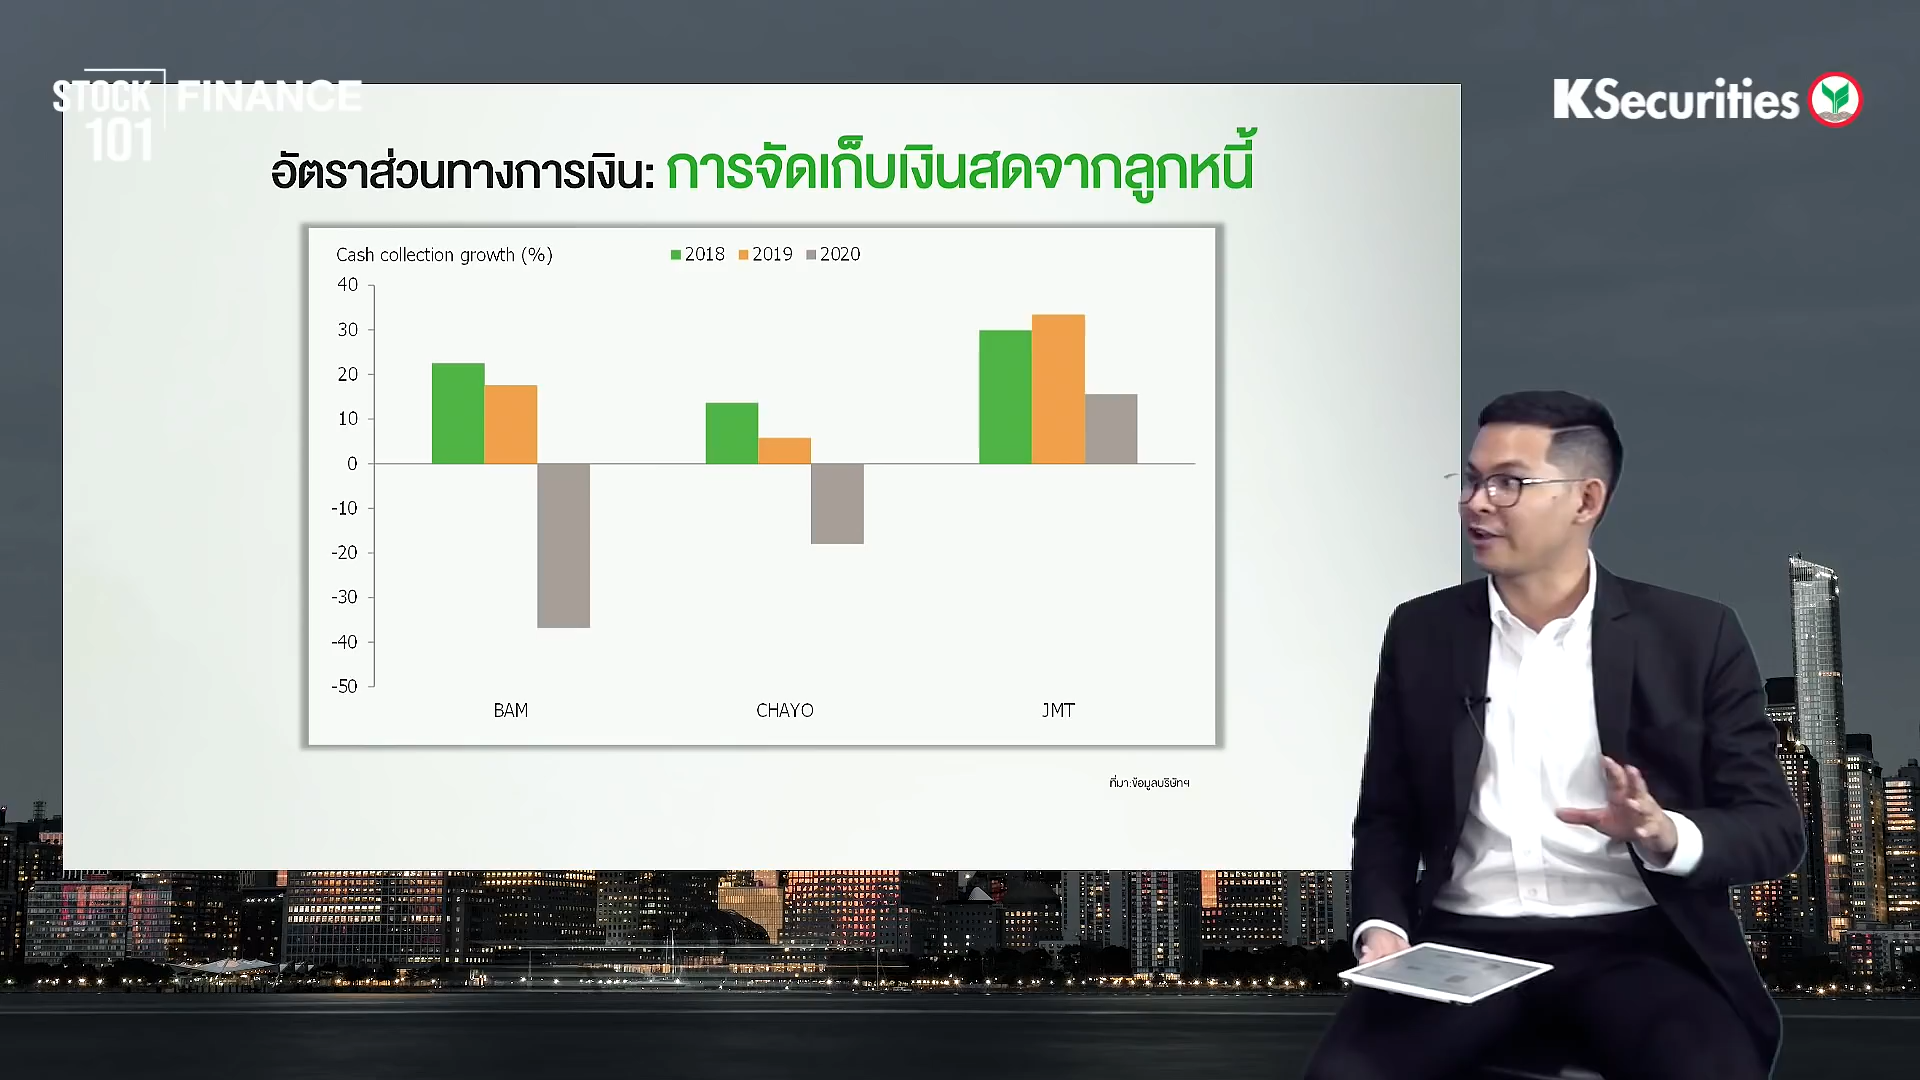 STOCK FINANCE
101
KSecurities
อัตราส่วนทางการเงิน: การจัดเก็บเงินสดจากลูกหนี้
Cash collection growth (%)
2018 2019 2020
40
30
20
10
0
-10
-20
-30
-40
-50
BAM CHAYO JMT
ที่มา:ข้อมูลบริษัทฯ